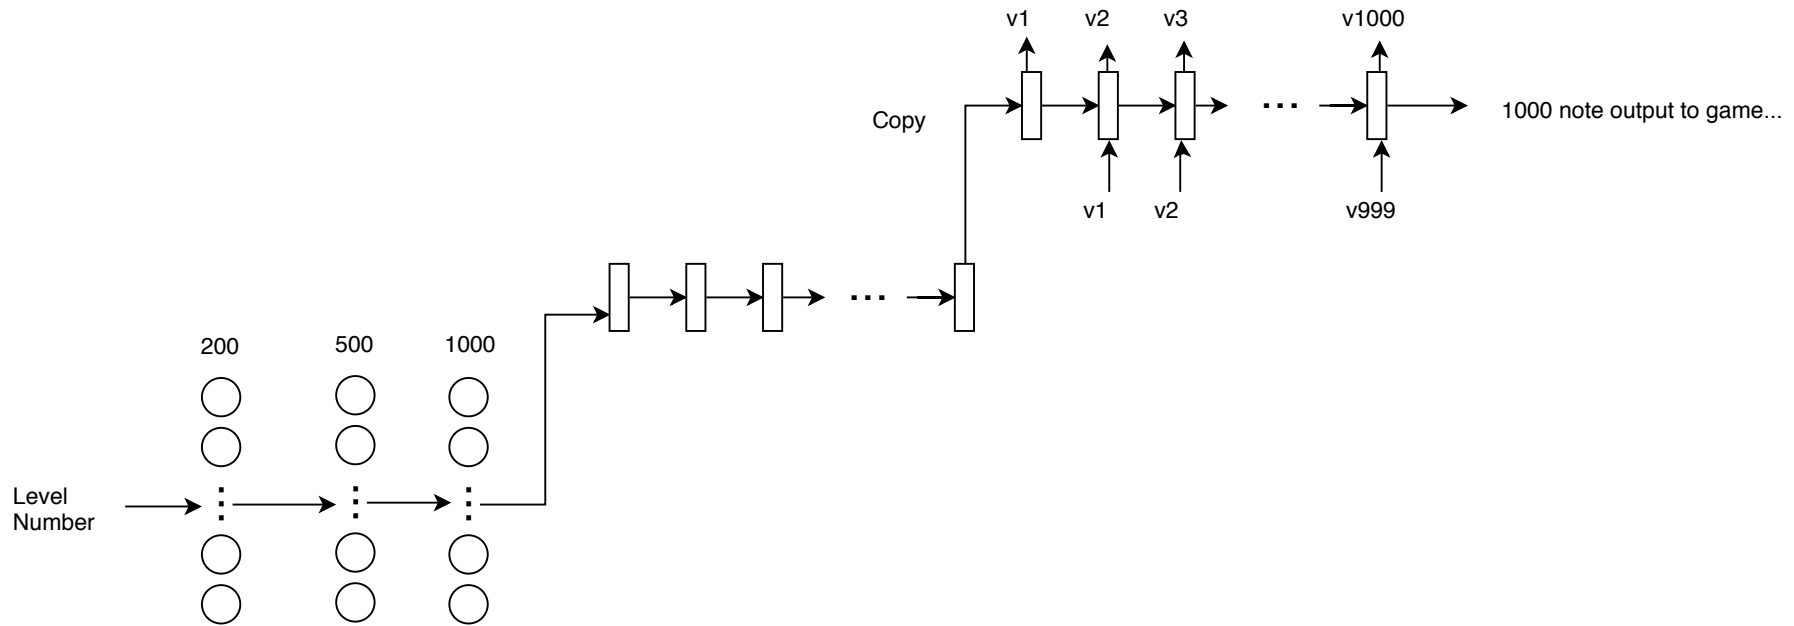 v1
v2
v3
v1000
Copy
1000 note output to game...
v1
v2
v999
200
500
1000
Level
Number